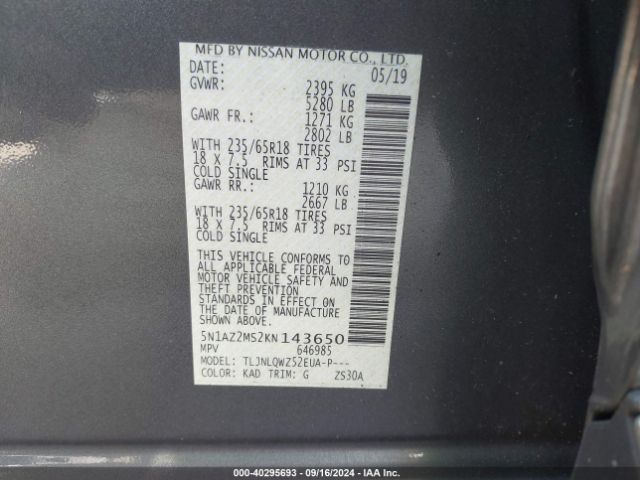 MFD BY NISSAN MOTOR CO., LTD.
DATE: 05/19
GVWR: 2395 KG
5280 LB
GAWR FR.: 1271 KG
2802 LB
WITH 235/65R18 TIRES
18 X 7.5 RIMS AT 33 PSI
COLD SINGLE
GAWR RR.: 1210 KG
2667 LB
WITH 235/65R18 TIRES
18 X 7.5 RIMS AT 33 PSI
COLD SINGLE
THIS VEHICLE CONFORMS TO
ALL APPLICABLE FEDERAL
MOTOR VEHICLE SAFETY AND
THEFT PREVENTION
STANDARDS IN EFFECT ON
THE DATE OF MANUFACTURE
SHOWN ABOVE.
5N1AZ2MS2KN143650
MPV 646985
MODEL: TLJNLQWZ52EUA-P---
COLOR: KAD TRIM: G ZS30A
000-40295693 - 09/16/2024 - IAA Inc.